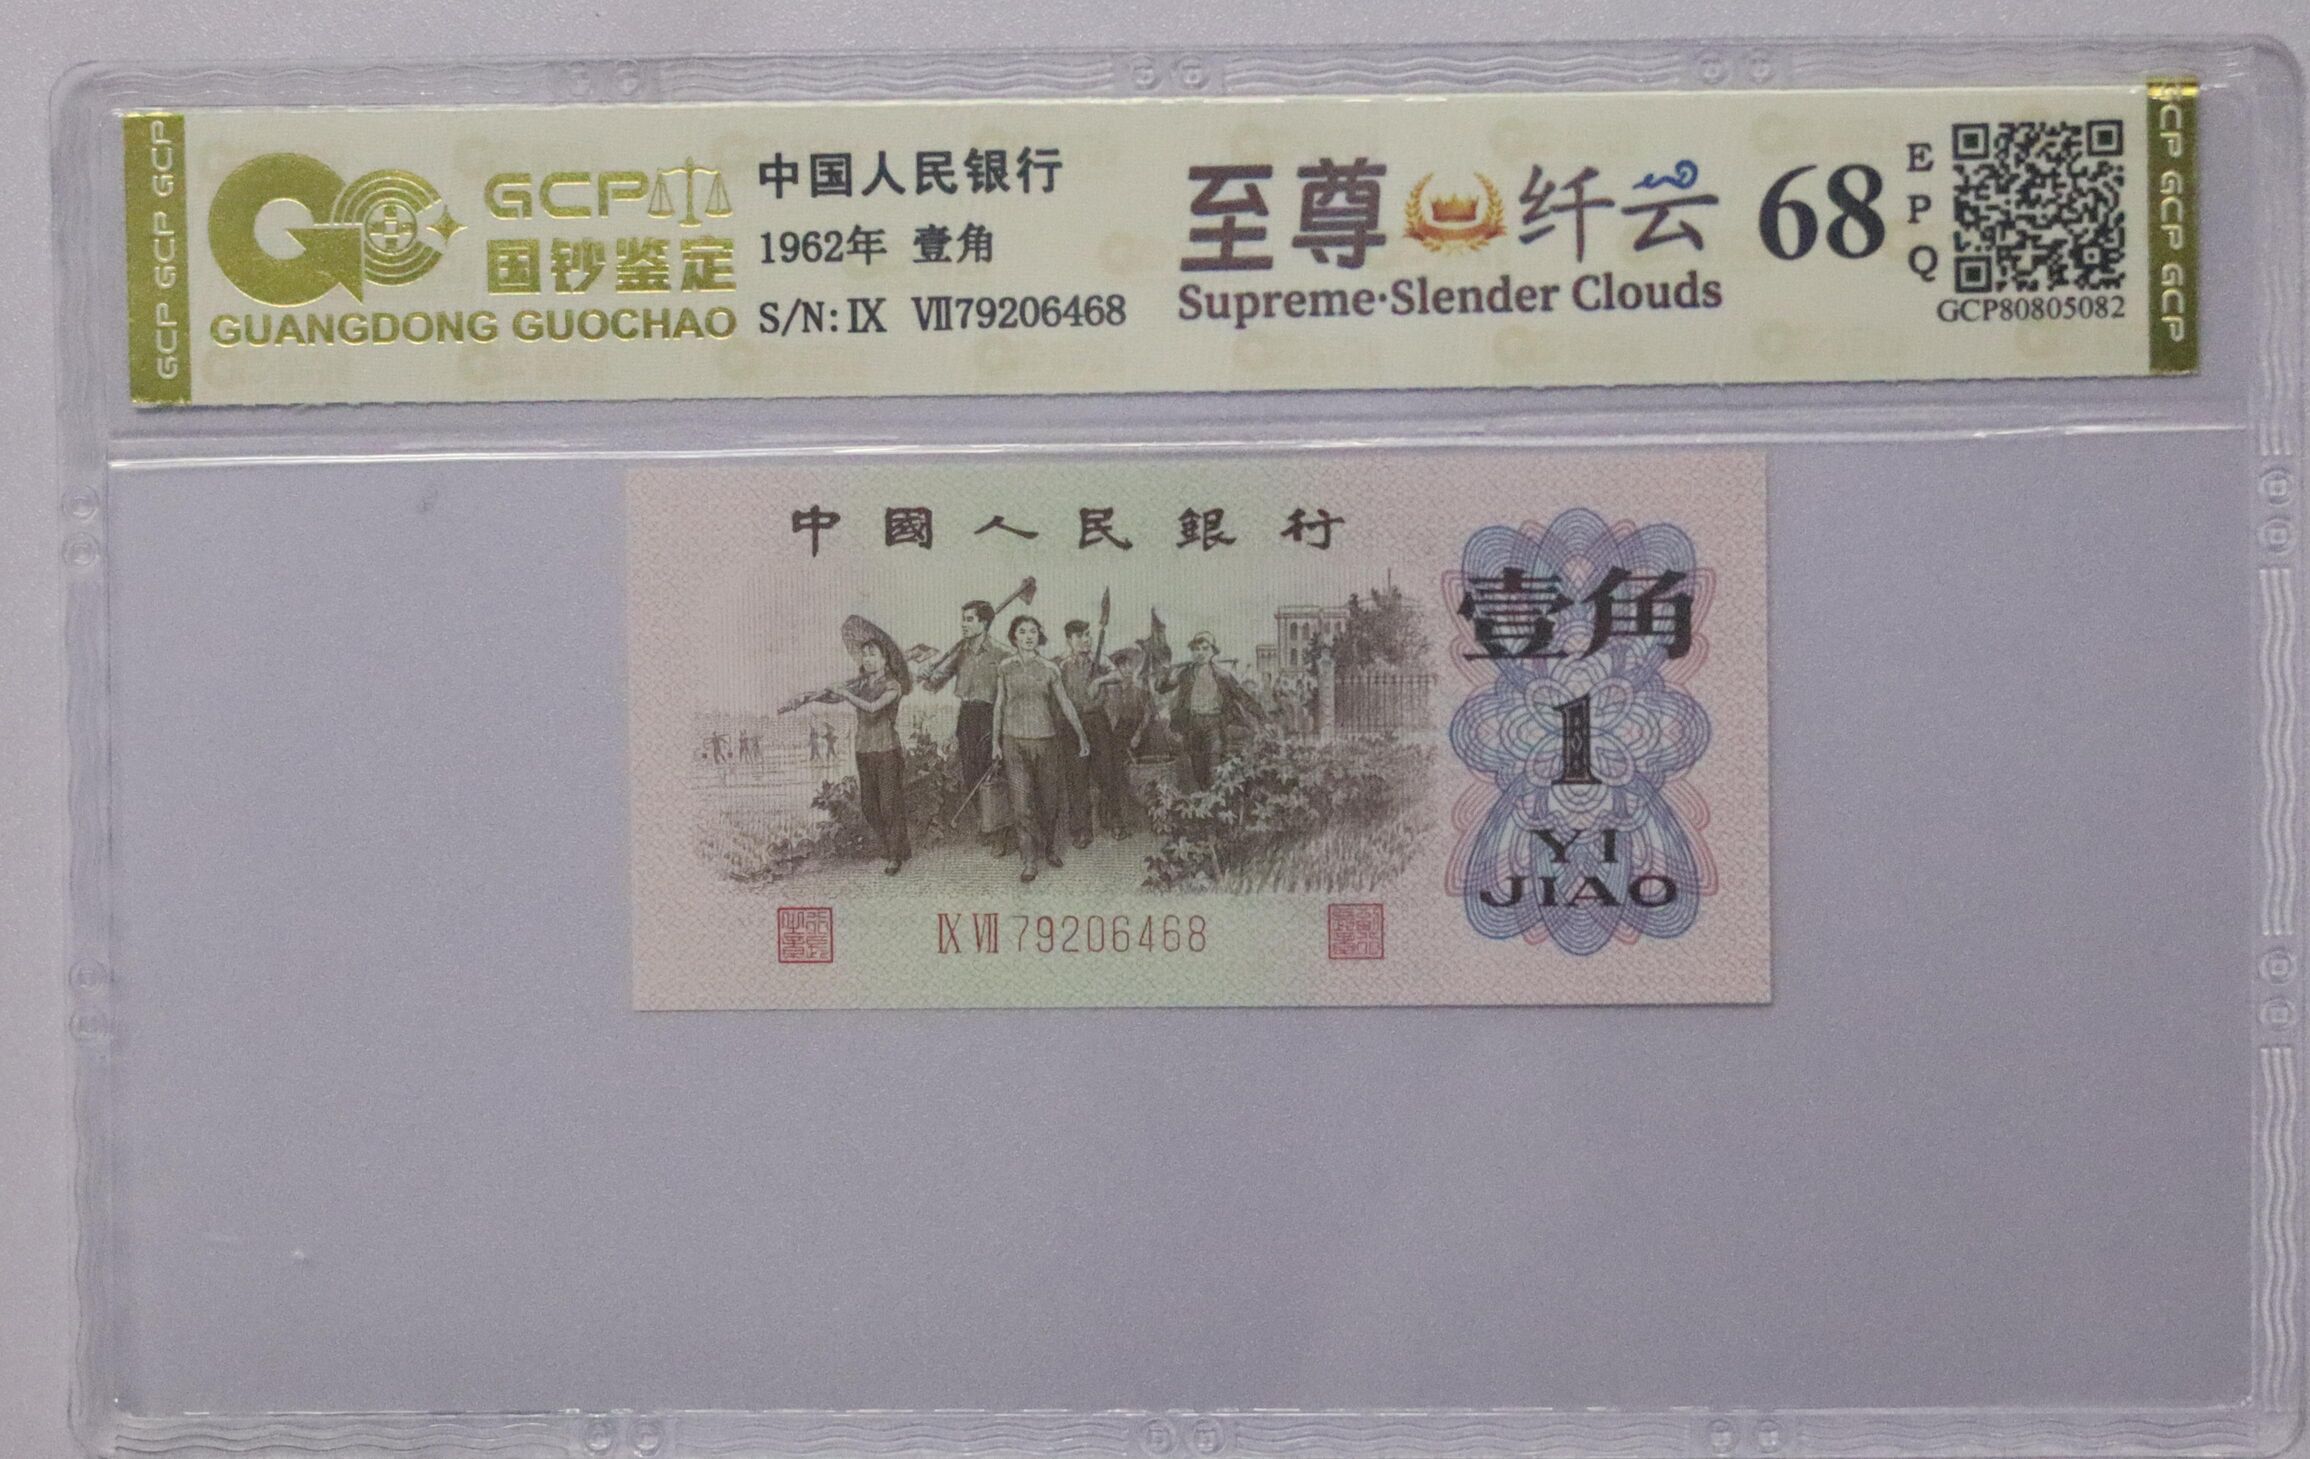 GCP GCP GCP
GCP
国钞鉴定
GUANGDONG GUOCHAO
中国人民银行
1962年 壹角
S/N: IX VII79206468
至尊 纤云
Supreme·Slender Clouds
68
EPQ
GCP80805082
GCP GCP GCP
中國人民銀行
壹角
1
YI
JIAO
IX VII 79206468